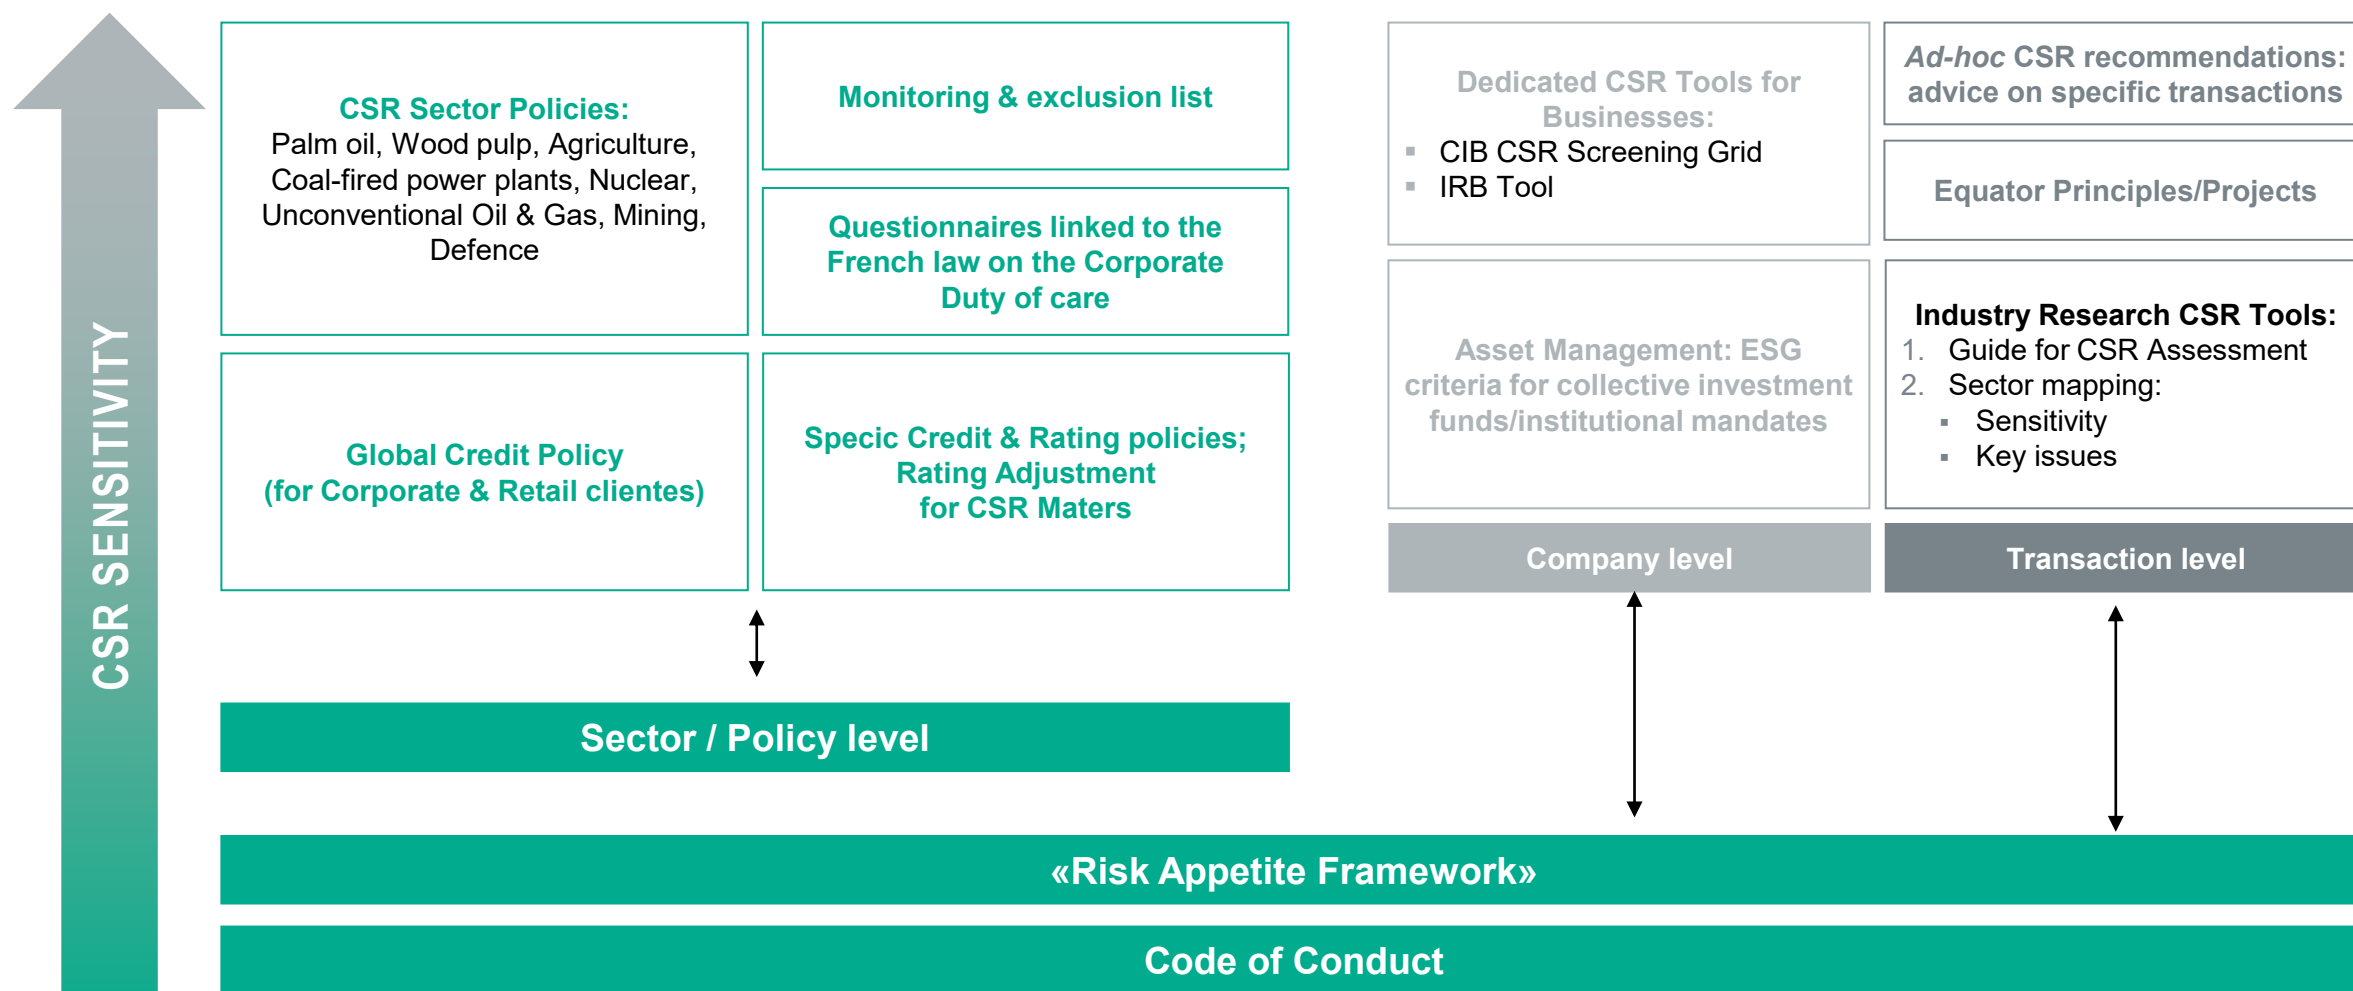 CSR SENSITIVITY
CSR Sector Policies:
Palm oil, Wood pulp, Agriculture,
Coal-fired power plants, Nuclear,
Unconventional Oil & Gas, Mining,
Defence
Monitoring & exclusion list
Questionnaires linked to the
French law on the Corporate
Duty of care
Global Credit Policy
(for Corporate & Retail clientes)
Specic Credit & Rating policies;
Rating Adjustment
for CSR Maters
Sector / Policy level
Dedicated CSR Tools for
Businesses:
▪ CIB CSR Screening Grid
▪ IRB Tool
Asset Management: ESG
criteria for collective investment
funds/institutional mandates
Company level
Ad-hoc CSR recommendations:
advice on specific transactions
Equator Principles/Projects
Industry Research CSR Tools:
1. Guide for CSR Assessment
2. Sector mapping:
▪ Sensitivity
▪ Key issues
Transaction level
«Risk Appetite Framework»
Code of Conduct